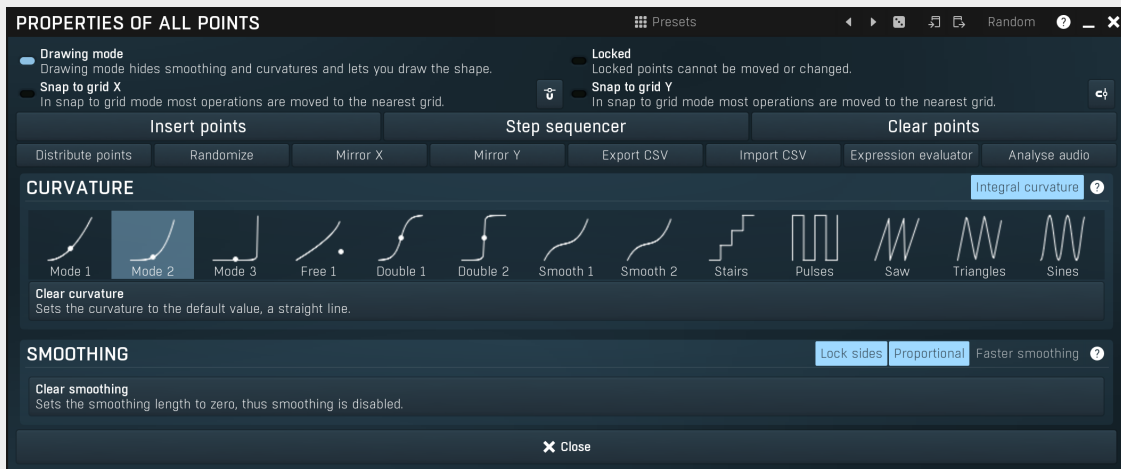 PROPERTIES OF ALL POINTS
Presets
Random
?
Drawing mode
Drawing mode hides smoothing and curvatures and lets you draw the shape.
Locked
Locked points cannot be moved or changed.
Snap to grid X
In snap to grid mode most operations are moved to the nearest grid.
Snap to grid Y
In snap to grid mode most operations are moved to the nearest grid.
Insert points
Step sequencer
Clear points
Distribute points
Randomize
Mirror X
Mirror Y
Export CSV
Import CSV
Expression evaluator
Analyse audio
CURVATURE
Integral curvature
?
Mode 1
Mode 2
Mode 3
Free 1
Double 1
Double 2
Smooth 1
Smooth 2
Stairs
Pulses
Saw
Triangles
Sines
Clear curvature
Sets the curvature to the default value, a straight line.
SMOOTHING
Lock sides
Proportional
Faster smoothing
?
Clear smoothing
Sets the smoothing length to zero, thus smoothing is disabled.
Close